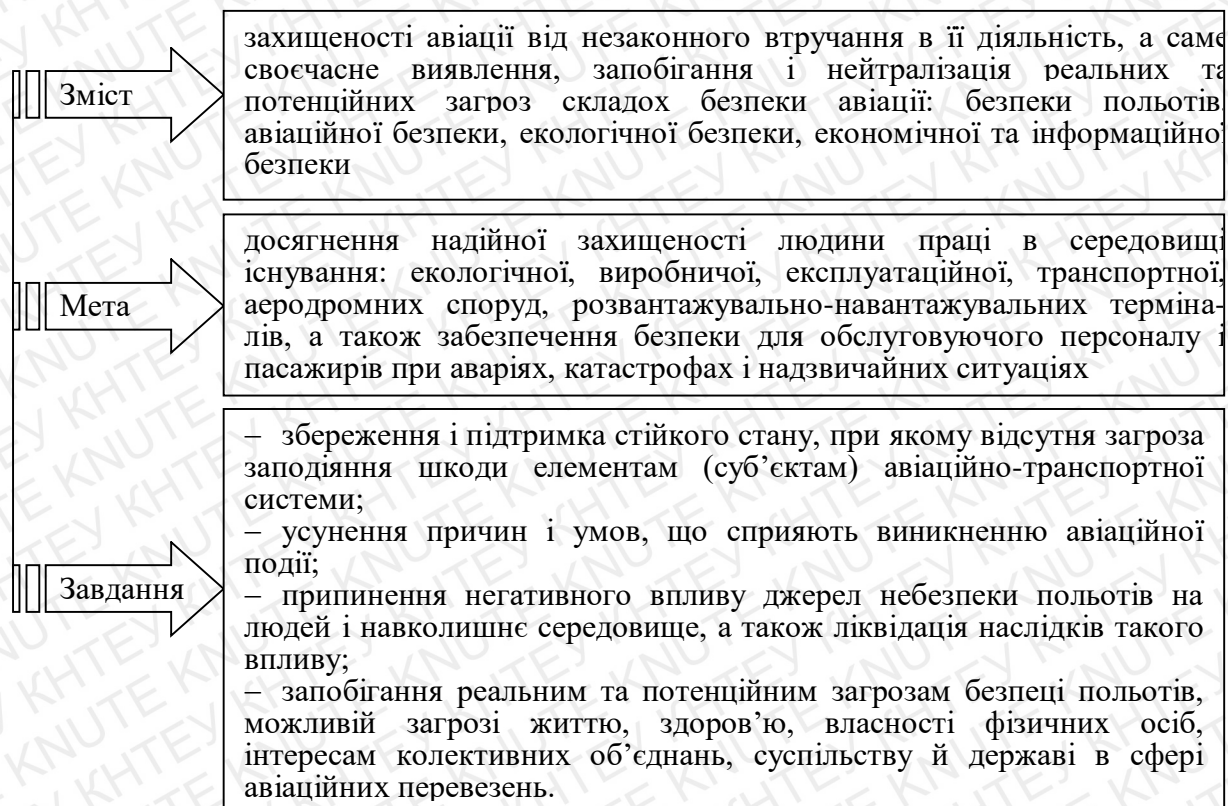 Зміст
захищеності авіації від незаконного втручання в її діяльність, а саме
своєчасне виявлення, запобігання і нейтралізація реальних та
потенційних загроз складох безпеки авіації: безпеки польотів,
авіаційної безпеки, екологічної безпеки, економічної та інформаційної
безпеки
Мета
досягнення надійної захищеності людини праці в середовищі
існування: екологічної, виробничої, експлуатаційної, транспортної,
аеродромних споруд, розвантажувально-навантажувальних терміна-
лів, а також забезпечення безпеки для обслуговуючого персоналу і
пасажирів при аваріях, катастрофах і надзвичайних ситуаціях
Завдання
– збереження і підтримка стійкого стану, при якому відсутня загроза
заподіяння шкоди елементам (суб’єктам) авіаційно-транспортної
системи;
– усунення причин і умов, що сприяють виникненню авіаційної
події;
– припинення негативного впливу джерел небезпеки польотів на
людей і навколишнє середовище, а також ліквідація наслідків такого
впливу;
– запобігання реальним та потенційним загрозам безпеці польотів,
можливій загрозі життю, здоров’ю, власності фізичних осіб,
інтересам колективних об’єднань, суспільству й державі в сфері
авіаційних перевезень.